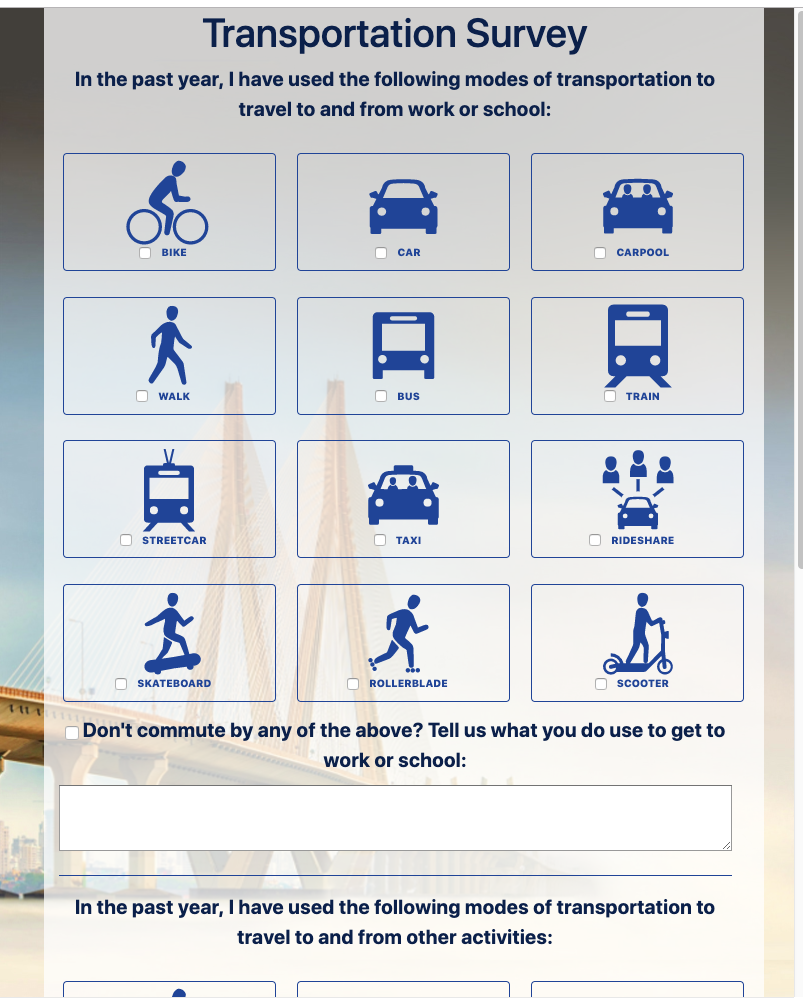 Transportation Survey
In the past year, I have used the following modes of transportation to
travel to and from work or school:
BIKE
CAR
CARPOOL
WALK
BUS
TRAIN
STREETCAR
TAXI
RIDESHARE
SKATEBOARD
ROLLERBLADE
SCOOTER
Don't commute by any of the above? Tell us what you do use to get to
work or school:
In the past year, I have used the following modes of transportation to
travel to and from other activities: